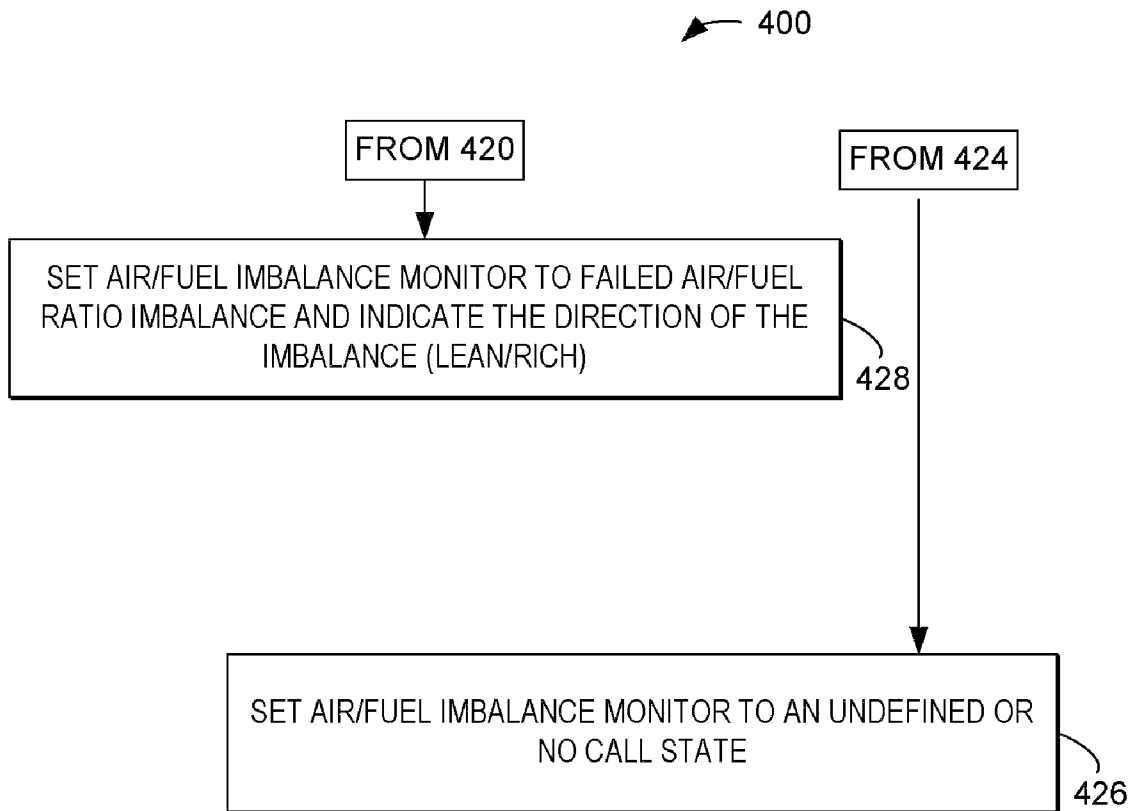 400
FROM 420
FROM 424
SET AIR/FUEL IMBALANCE MONITOR TO FAILED AIR/FUEL
RATIO IMBALANCE AND INDICATE THE DIRECTION OF THE
IMBALANCE (LEAN/RICH)
428
SET AIR/FUEL IMBALANCE MONITOR TO AN UNDEFINED OR
NO CALL STATE
426